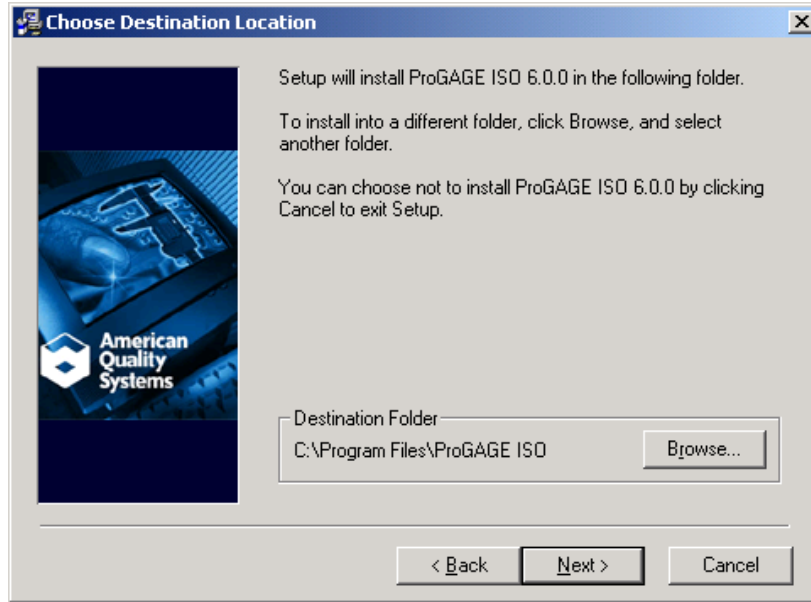 Choose Destination Location
Setup will install ProGAGE ISO 6.0.0 in the following folder.
To install into a different folder, click Browse, and select
another folder.
You can choose not to install ProGAGE ISO 6.0.0 by clicking
Cancel to exit Setup.
American
Quality
Systems
Destination Folder
C:\Program Files\ProGAGE ISO
Browse...
< Back
Next >
Cancel